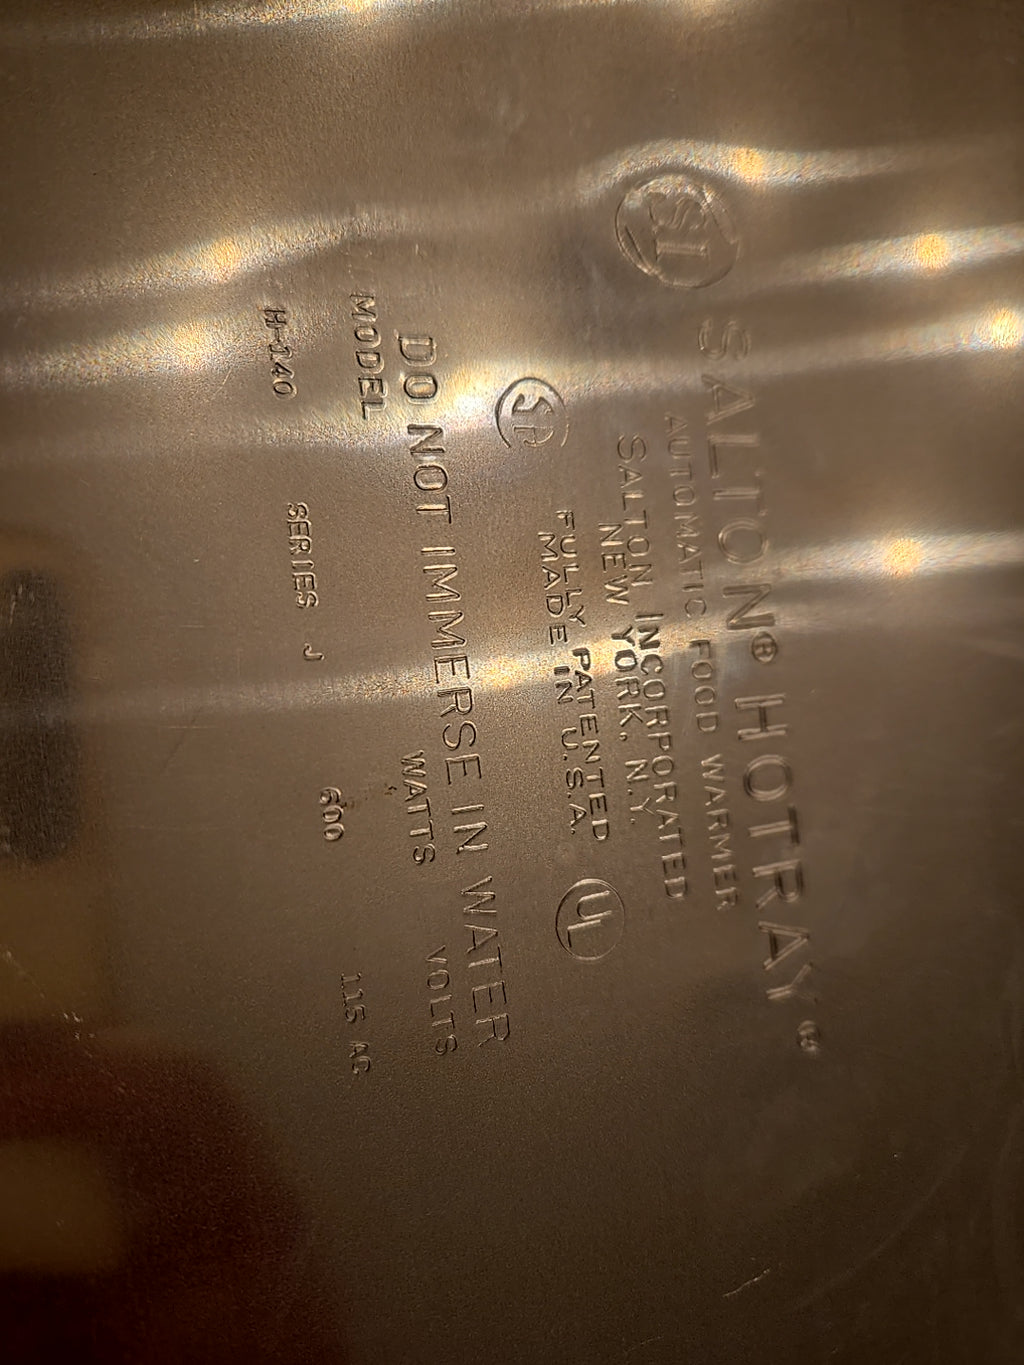 SALTON® HOTRAY®
AUTOMATIC FOOD WARMER
SALTON, INCORPORATED
NEW YORK, N.Y.
FULLY PATENTED
MADE IN U.S.A.
UL
DO NOT IMMERSE IN WATER
MODEL WATTS VOLTS
H-140 SERIES J 600 115 AC